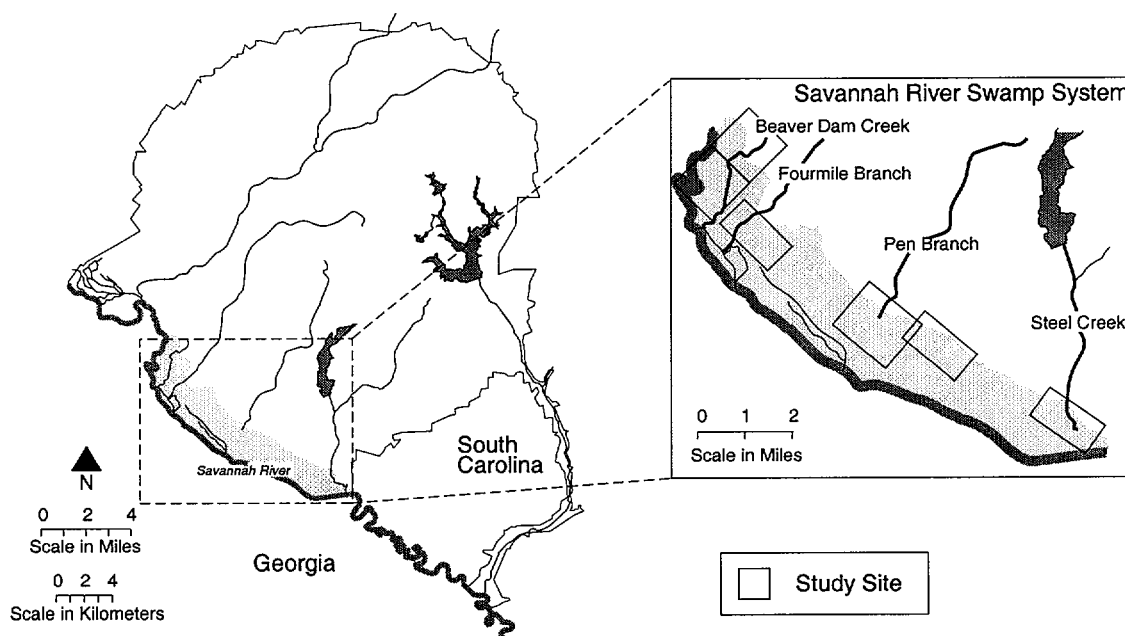 Savannah River Swamp System
Beaver Dam Creek
Fourmile Branch
Pen Branch
Steel Creek
0 1 2
Scale in Miles
South
Carolina
Savannah River
N
0 2 4
Scale in Miles
Georgia
0 2 4
Scale in Kilometers
Study Site